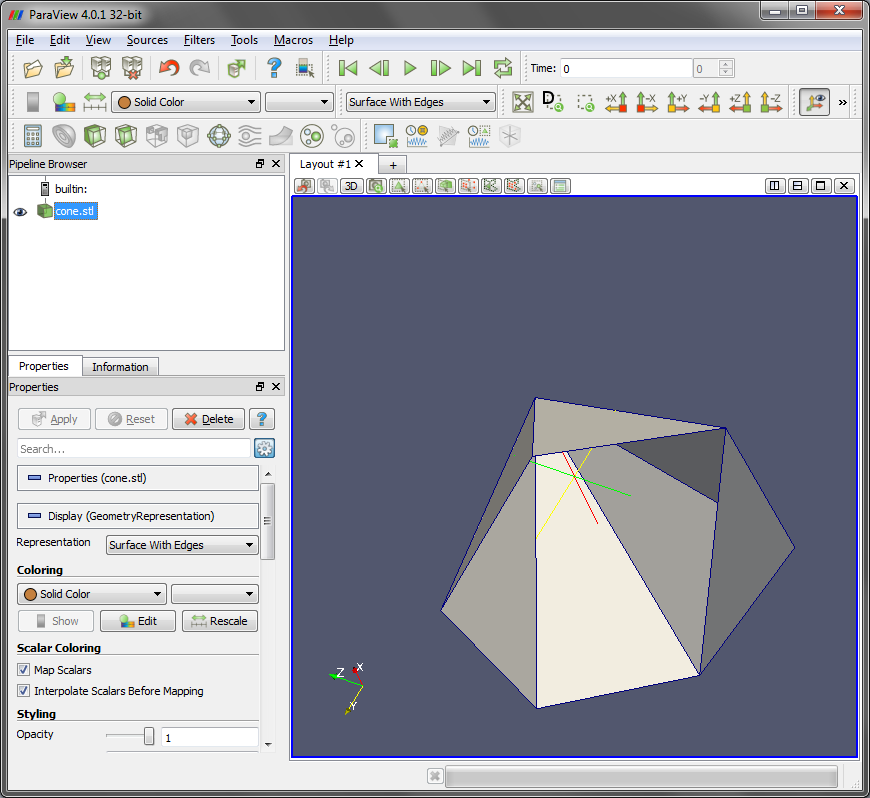 ParaView 4.0.1 32-bit
File Edit View Sources Filters Tools Macros Help
Time: 0 0
Solid Color Surface With Edges D +X -X +Y -Y +Z -Z »
Pipeline Browser
builtin:
cone.stl
Layout #1
3D
Properties Information
Properties
Apply Reset Delete ?
Search...
Properties (cone.stl)
Display (GeometryRepresentation)
Representation Surface With Edges
Coloring
Solid Color
Show Edit Rescale
Scalar Coloring
Map Scalars
Interpolate Scalars Before Mapping
Styling
Opacity 1
X
Z
Y